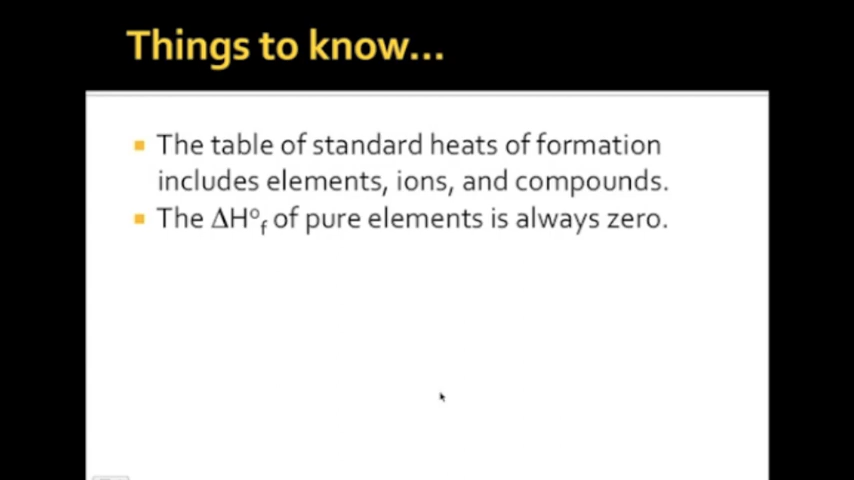 Things to know...
▪ The table of standard heats of formation
includes elements, ions, and compounds.
▪ The ΔH°f of pure elements is always zero.